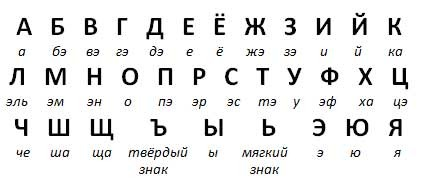 А Б В Г Д Е Ё Ж З И Й К
а бэ вэ гэ дэ е ё жэ зэ и й ка
Л М Н О П Р С Т У Ф Х Ц
эль эм эн о пэ эр эс тэ у эф ха цэ
Ч Ш Щ Ъ Ы Ь Э Ю Я
че ша ща твёрдый ы мягкий э ю я
знак знак